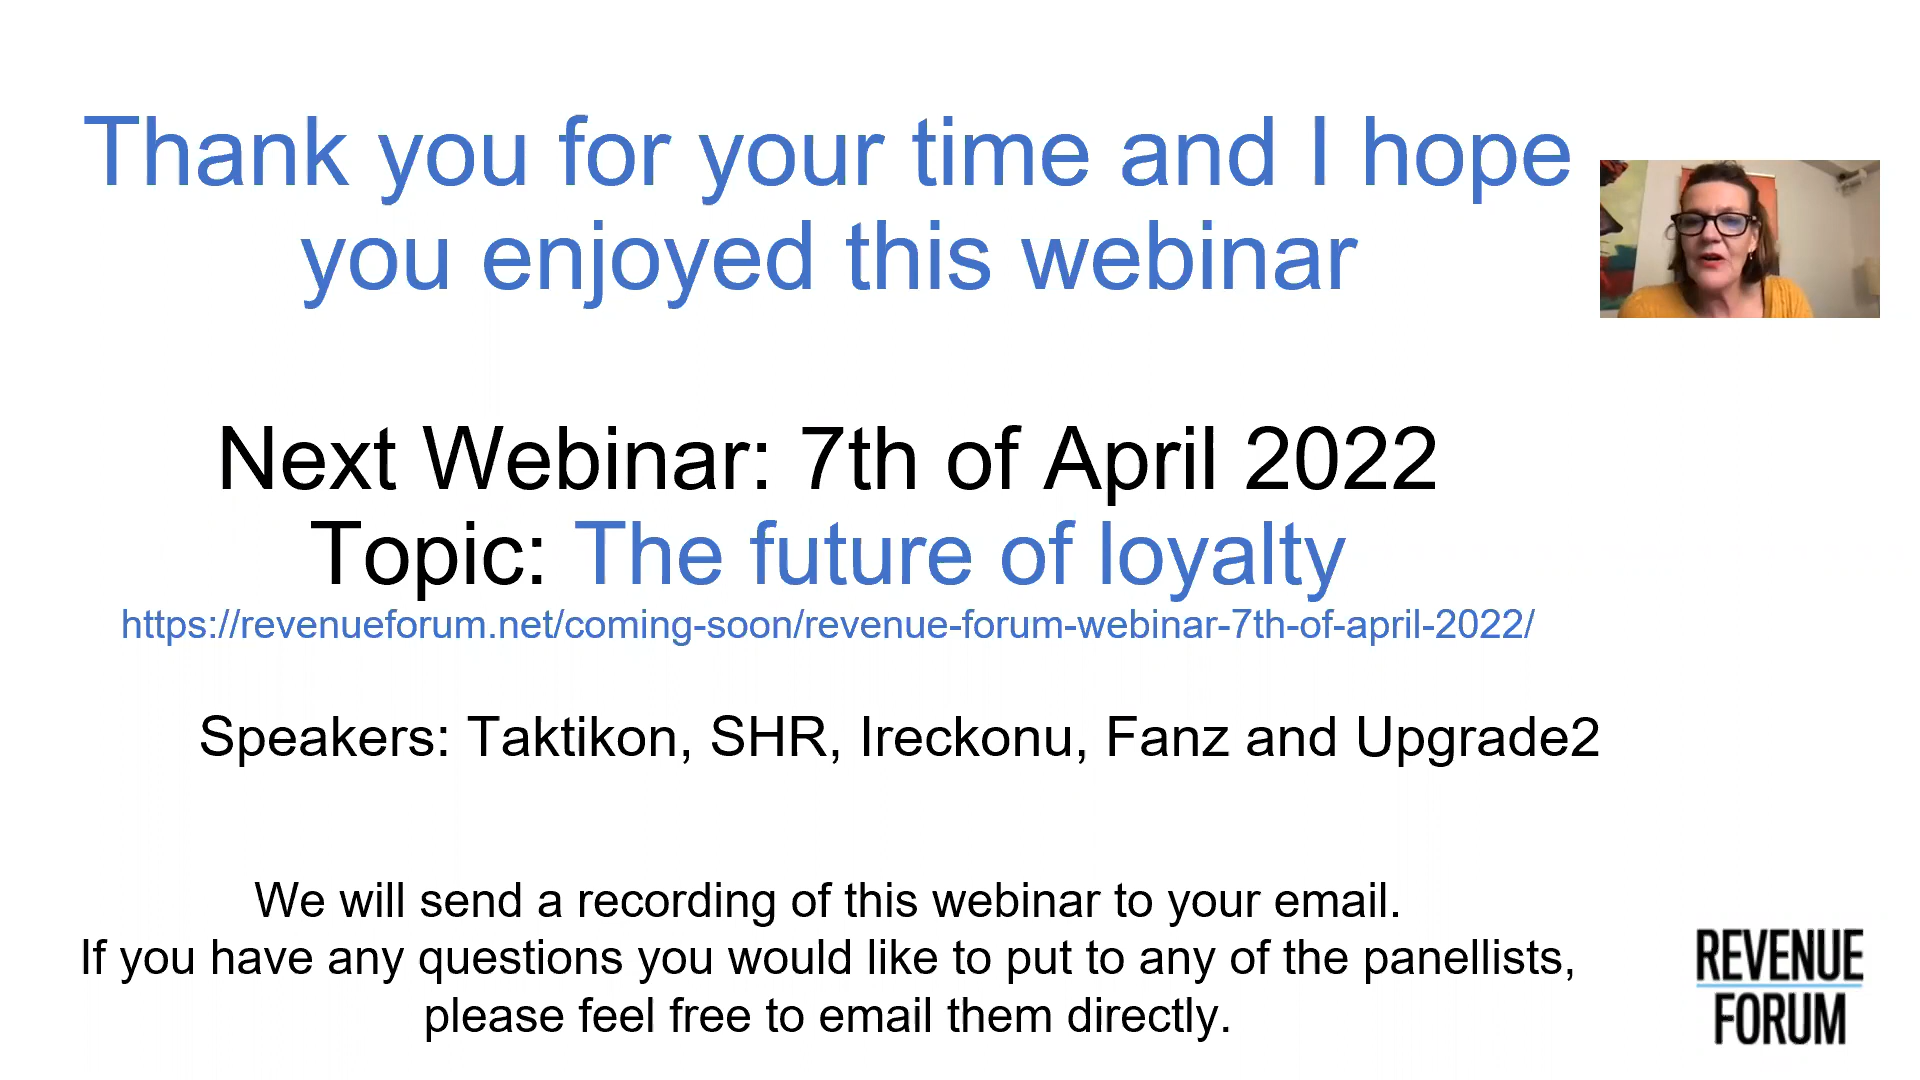 Thank you for your time and I hope
you enjoyed this webinar
Next Webinar: 7th of April 2022
Topic: The future of loyalty
https://revenueforum.net/coming-soon/revenue-forum-webinar-7th-of-april-2022/
Speakers: Taktikon, SHR, Ireckonu, Fanz and Upgrade2
We will send a recording of this webinar to your email.
If you have any questions you would like to put to any of the panellists,
please feel free to email them directly.
REVENUE
FORUM